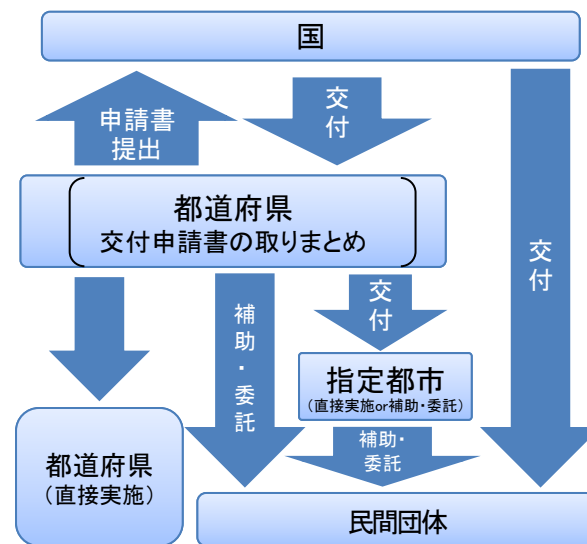 国
申請書
提出
交付
都道府県
交付申請書の取りまとめ
交付
補助・委託
交付
指定都市
(直接実施or補助・委託)
補助・
委託
都道府県
(直接実施)
民間団体